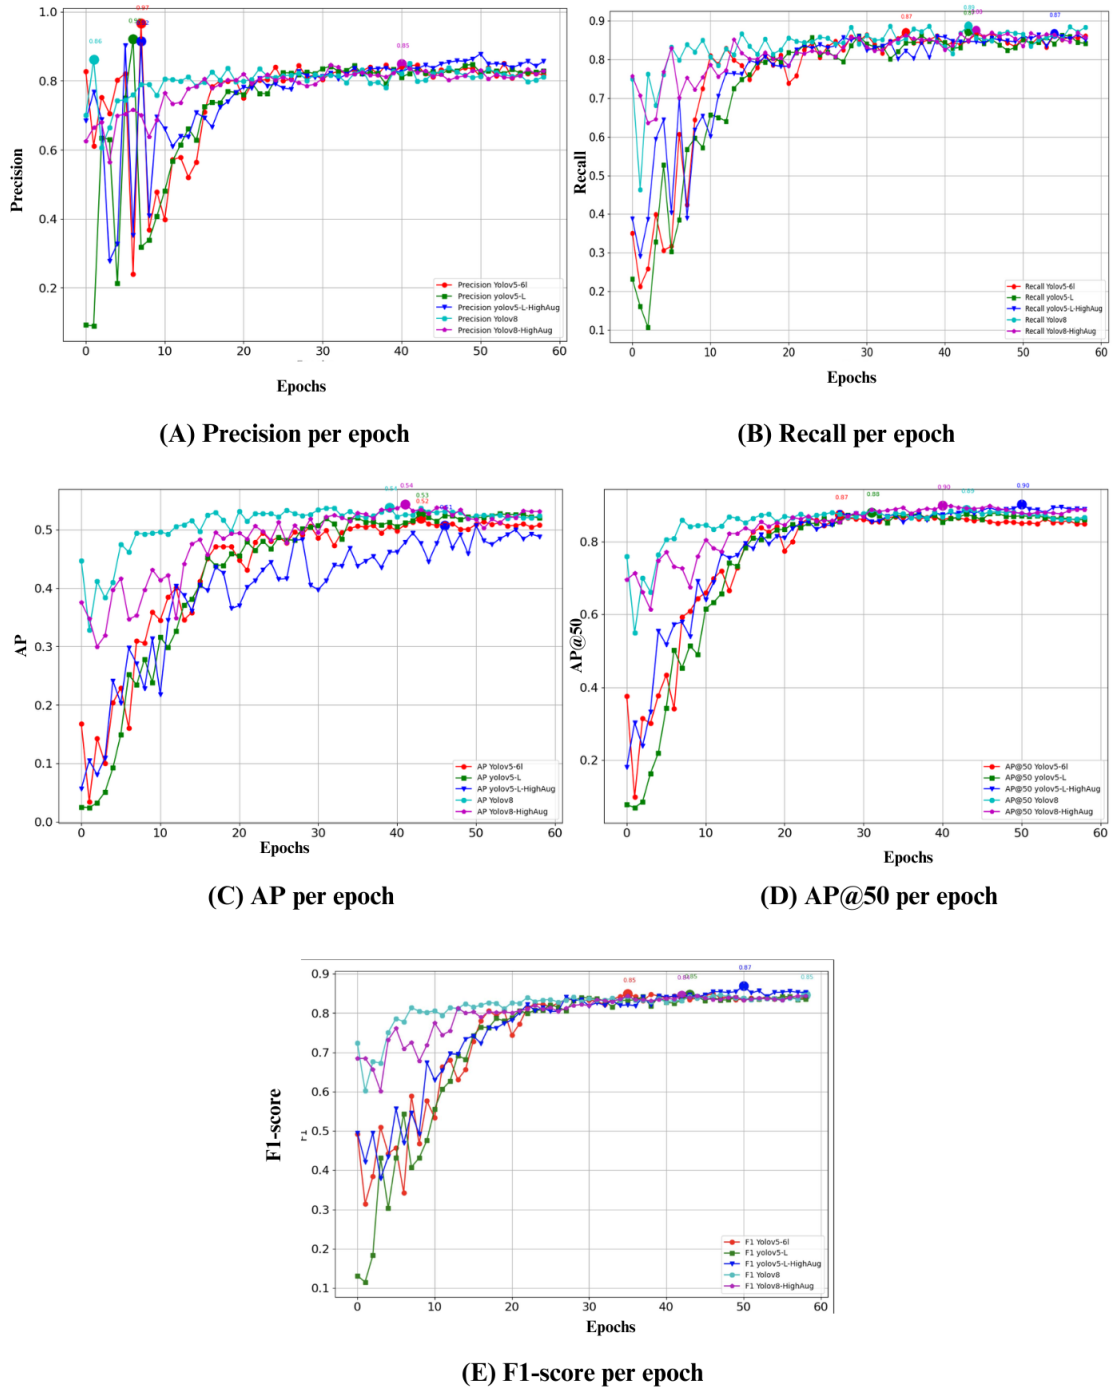 0.97
0.92
0.86
0.85
1.0
0.8
0.6
0.4
0.2
Precision
Precision Yolov5-6l
Precision yolov5-L
Precision yolov5-L-HighAug
Precision Yolov8
Precision Yolov8-HighAug
0 10 20 30 40 50 60
Epochs
(A) Precision per epoch
0.89
0.87
0.87
0.9
0.8
0.7
0.6
0.5
0.4
0.3
0.2
0.1
Recall
Recall Yolov5-6l
Recall yolov5-L
Recall yolov5-L-HighAug
Recall Yolov8
Recall Yolov8-HighAug
0 10 20 30 40 50 60
Epochs
(B) Recall per epoch
0.54
0.53
0.52
0.5
0.4
0.3
0.2
0.1
0.0
AP
AP Yolov5-6l
AP yolov5-L
AP yolov5-L-HighAug
AP Yolov8
AP Yolov8-HighAug
0 10 20 30 40 50 60
Epochs
(C) AP per epoch
0.87
0.88
0.90
0.89
0.90
0.8
0.6
0.4
0.2
AP@50
AP@50 Yolov5-6l
AP@50 yolov5-L
AP@50 yolov5-L-HighAug
AP@50 Yolov8
AP@50 Yolov8-HighAug
0 10 20 30 40 50 60
Epochs
(D) AP@50 per epoch
0.85
0.85
0.87
0.85
0.9
0.8
0.7
0.6
0.5
0.4
0.3
0.2
0.1
F1-score
F1
F1 Yolov5-6l
F1 yolov5-L
F1 yolov5-L-HighAug
F1 Yolov8
F1 Yolov8-HighAug
0 10 20 30 40 50 60
Epochs
(E) F1-score per epoch